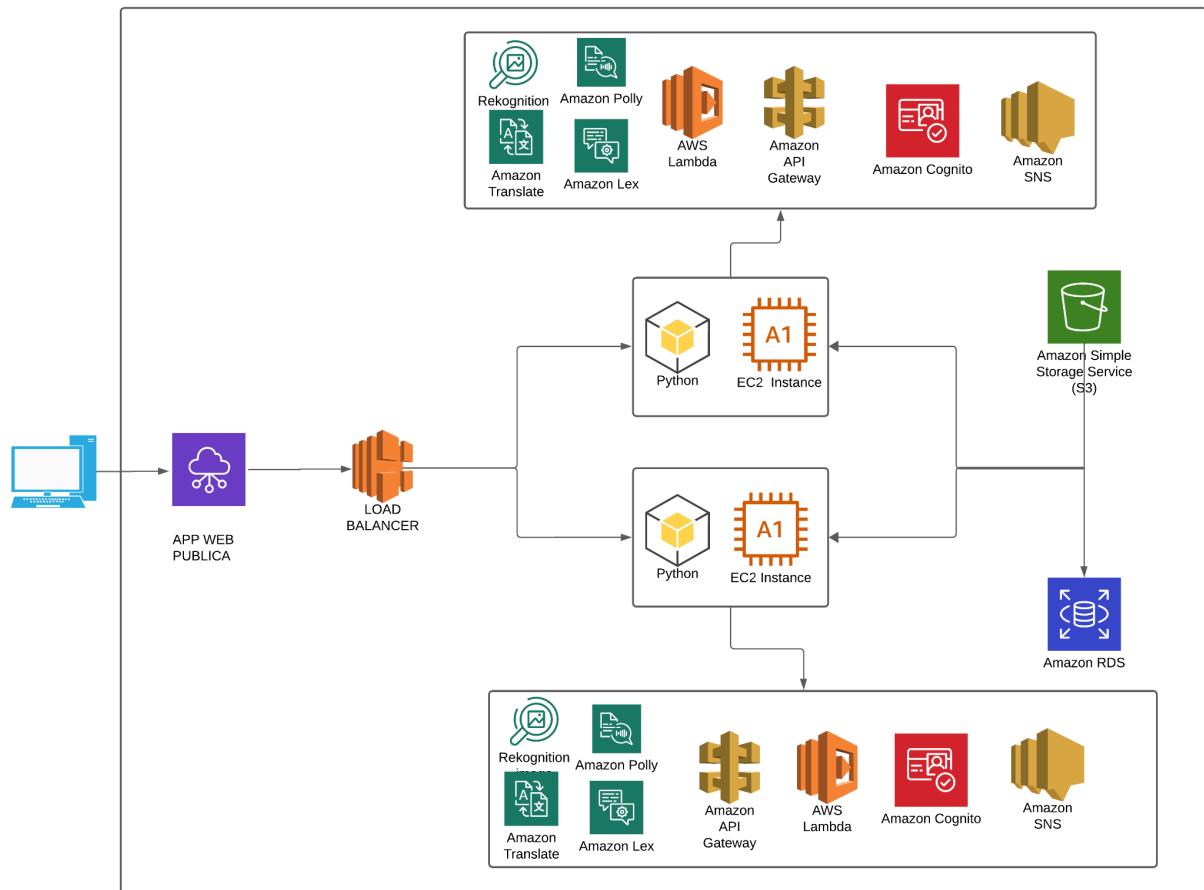 Rekognition
Amazon Polly
Amazon
Translate
Amazon Lex
AWS
Lambda
Amazon
API
Gateway
Amazon Cognito
Amazon
SNS
Python
A1
EC2 Instance
Amazon Simple
Storage Service
(S3)
APP WEB
PUBLICA
LOAD
BALANCER
Python
A1
EC2 Instance
Amazon RDS
Rekognition
image
Amazon Polly
Amazon
Translate
Amazon Lex
Amazon
API
Gateway
AWS
Lambda
Amazon Cognito
Amazon
SNS